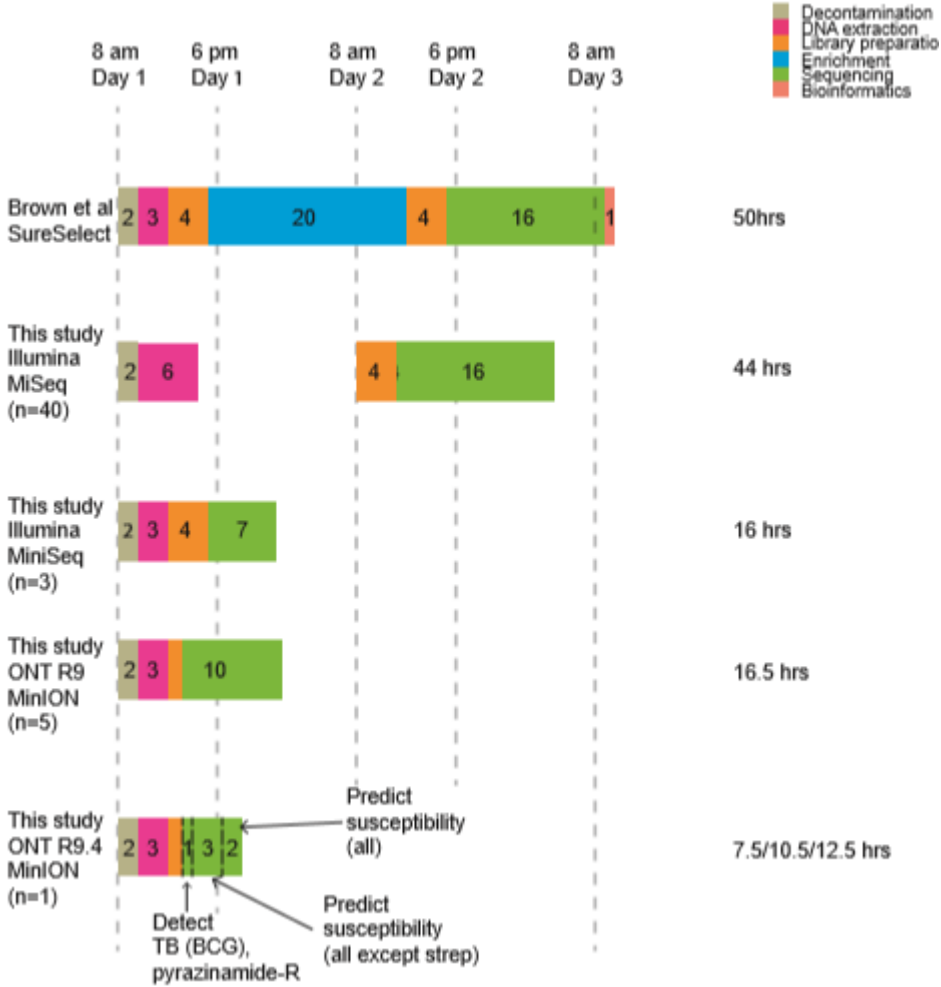 Decontamination
DNA extraction
Library preparatio
Enrichment
Sequencing
Bioinformatics
8 am
Day 1
6 pm
Day 1
8 am
Day 2
6 pm
Day 2
8 am
Day 3
Brown et al
SureSelect
2 3 4 20 4 16 1
50hrs
This study
Illumina
MiSeq
(n=40)
2 6 4 16
44 hrs
This study
Illumina
MiniSeq
(n=3)
2 3 4 7
16 hrs
This study
ONT R9
MinION
(n=5)
2 3 10
16.5 hrs
This study
ONT R9.4
MinION
(n=1)
2 3 1 3 2
7.5/10.5/12.5 hrs
Predict
susceptibility
(all)
Predict
susceptibility
(all except strep)
Detect
TB (BCG),
pyrazinamide-R